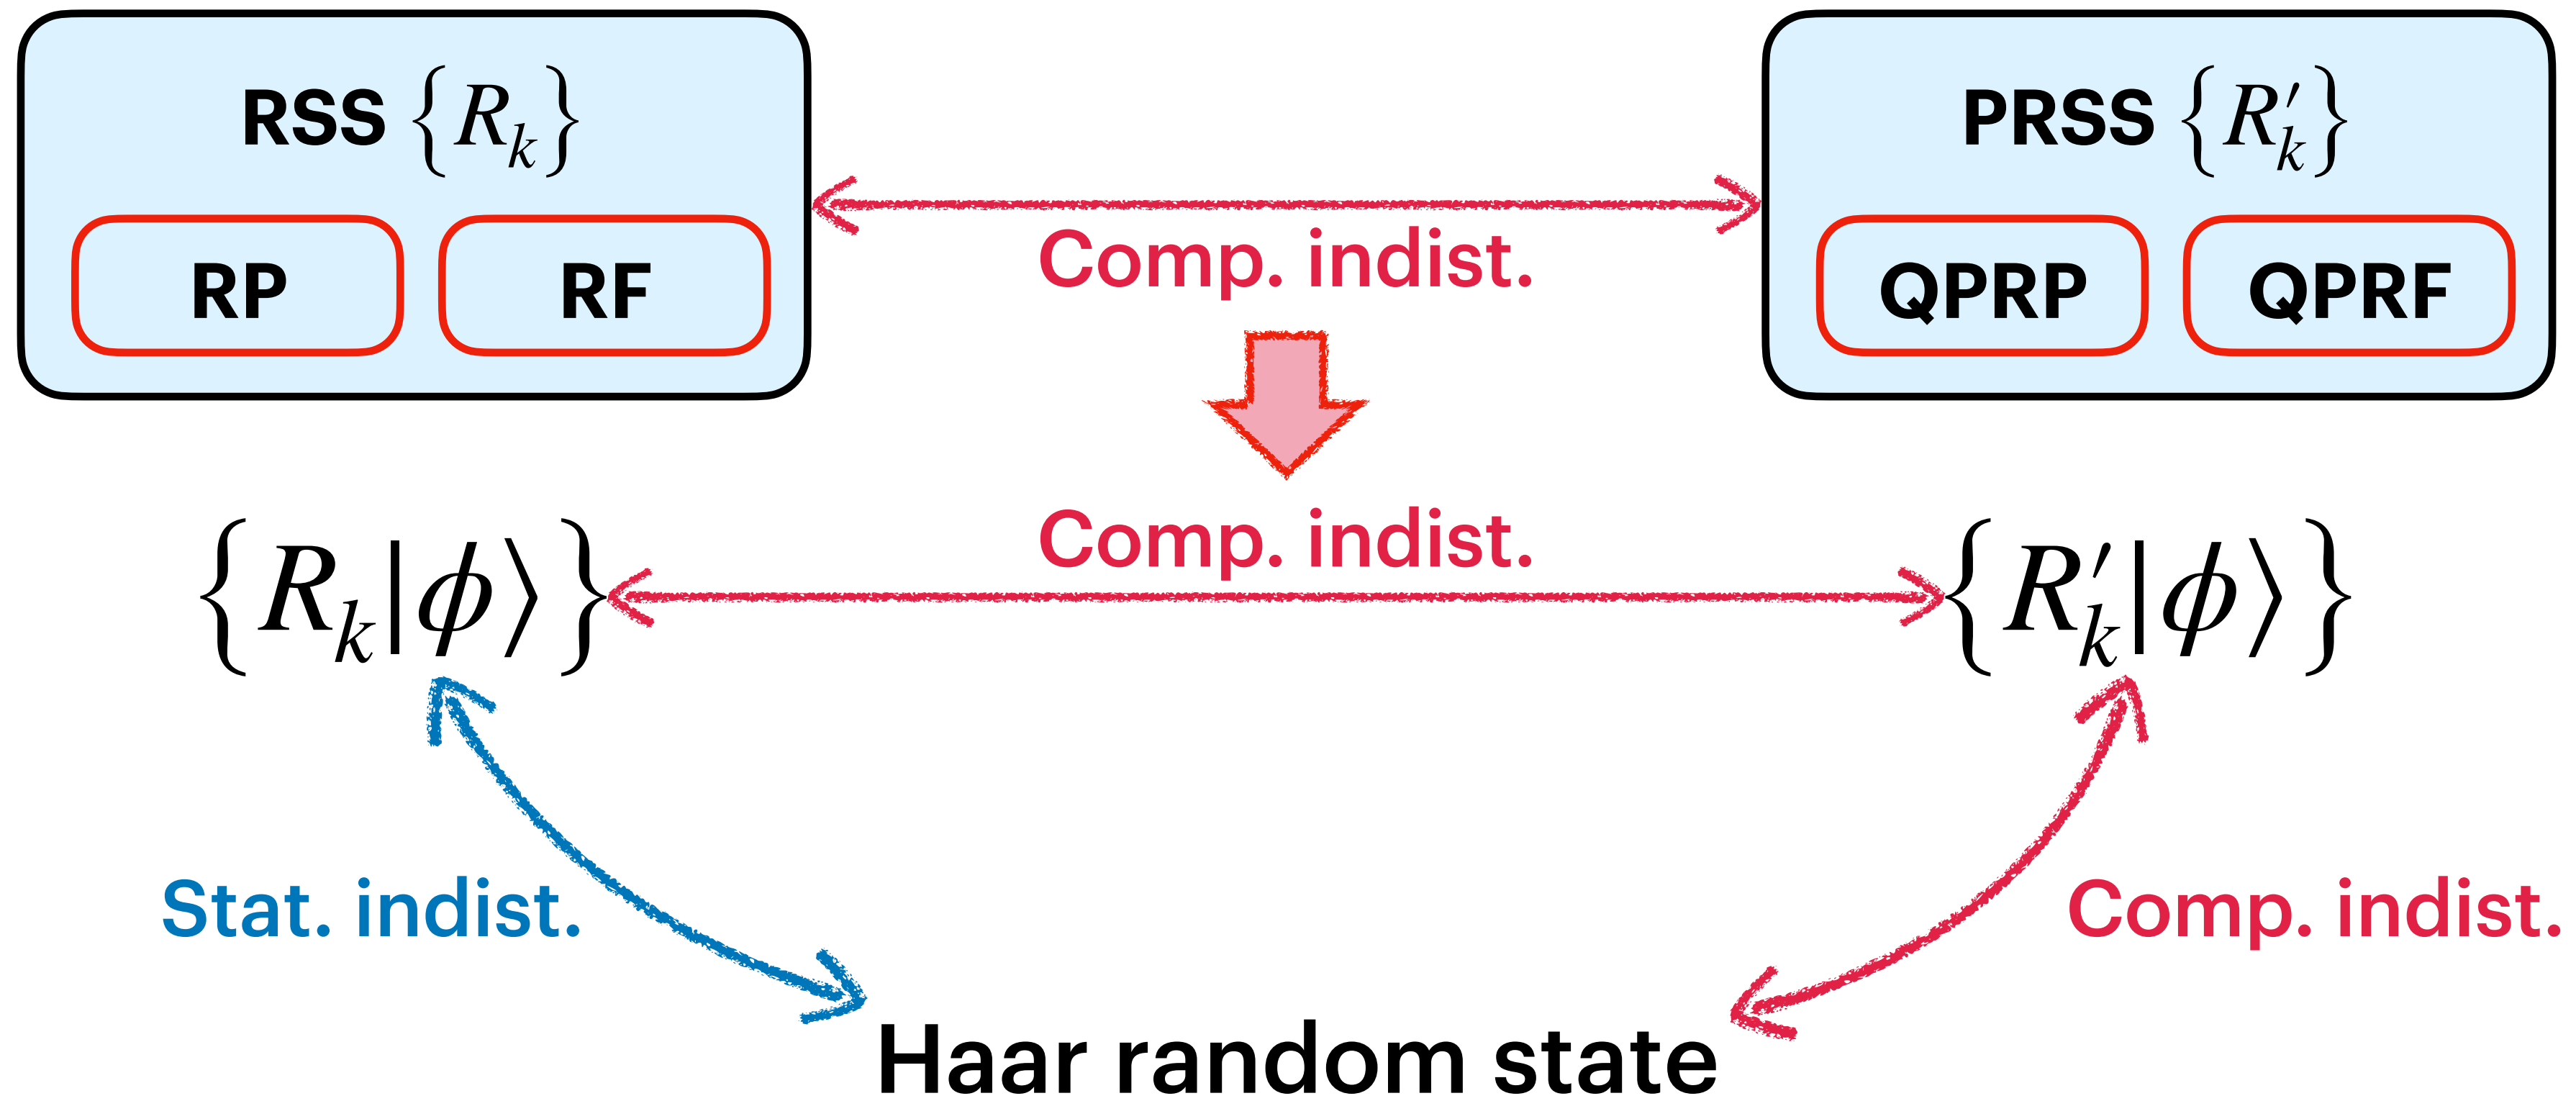 RSS {R_k}
PRSS {R'_k}
RP
RF
QPRP
QPRF
Comp. indist.
Comp. indist.
{R_k|ϕ⟩}
{R'_k|ϕ⟩}
Stat. indist.
Comp. indist.
Haar random state